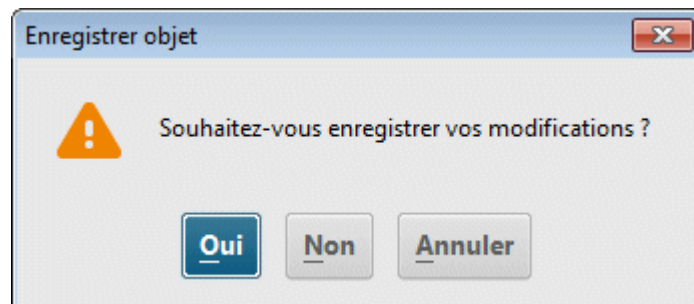 Enregistrer objet
Souhaitez-vous enregistrer vos modifications ?
Oui Non Annuler